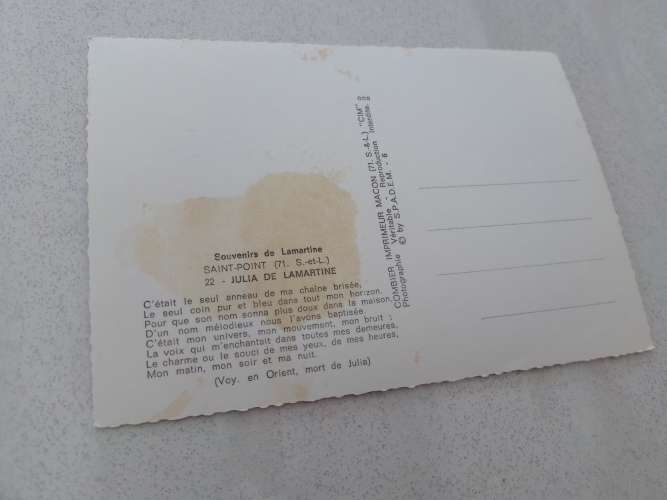 Souvenirs de Lamartine
SAINT-POINT (71. S.-et-L.)
22 - JULIA DE LAMARTINE
C'était le seul anneau de ma chaîne brisée,
Le seul coin pur et bleu dans tout mon horizon.
Pour que son nom sonna plus doux dans la maison,
D'un nom mélodieux nous l'avons baptisée
C'était mon univers, mon mouvement, mon bruit :
La voix qui m'enchantait dans toutes mes demeures,
Le charme ou le souci de mes yeux, de mes heures,
Mon matin, mon soir et ma nuit.
(Voy. en Orient, mort de Julia)
COMBIER IMPRIMEUR MACON (71. S.-&-L.) "CIM"
Photographie Véritable - Reproduction Interdite
© by S.P.A.D.E.M. - 6